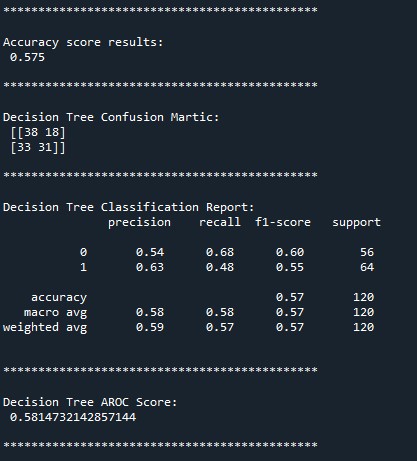 *********************************************
Accuracy score results:
0.575
*********************************************
Decision Tree Confusion Martic:
[[38 18]
[33 31]]
*********************************************
Decision Tree Classification Report:
precision recall f1-score support
0 0.54 0.68 0.60 56
1 0.63 0.48 0.55 64
accuracy 0.57 120
macro avg 0.58 0.58 0.57 120
weighted avg 0.59 0.57 0.57 120
*********************************************
Decision Tree AROC Score:
0.5814732142857144
*********************************************